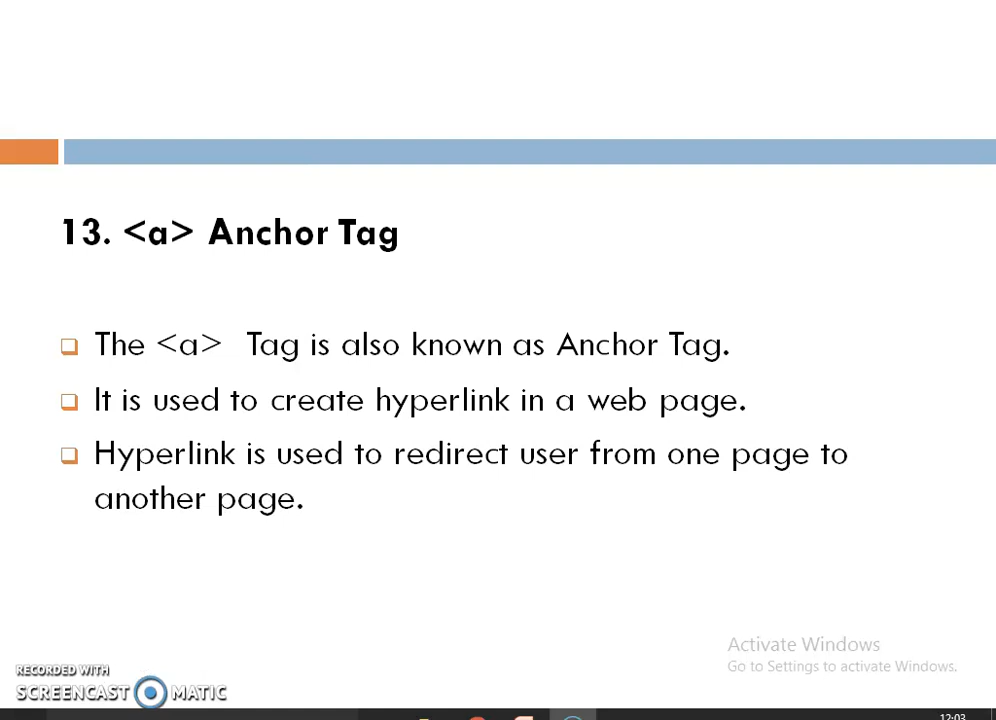 13. <a> Anchor Tag
The <a> Tag is also known as Anchor Tag.
It is used to create hyperlink in a web page.
Hyperlink is used to redirect user from one page to
another page.
Activate Windows
Go to Settings to activate Windows.
RECORDED WITH
SCREENCAST MATIC
12:03